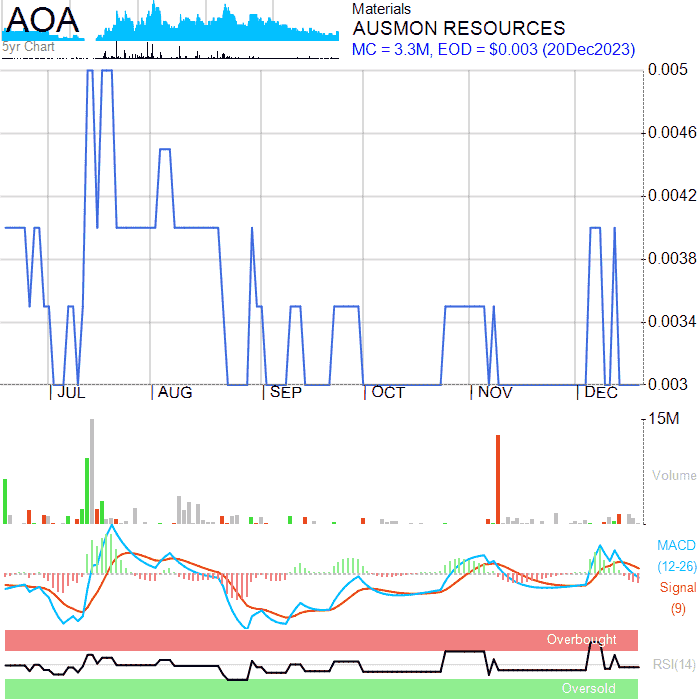 AOA
5yr Chart
Materials
AUSMON RESOURCES
MC = 3.3M, EOD = $0.003 (20Dec2023)
0.005
0.0046
0.0042
0.0038
0.0034
0.003
JUL AUG SEP OCT NOV DEC
15M
Volume
MACD
(12-26)
Signal
(9)
Overbought
RSI(14)
Oversold